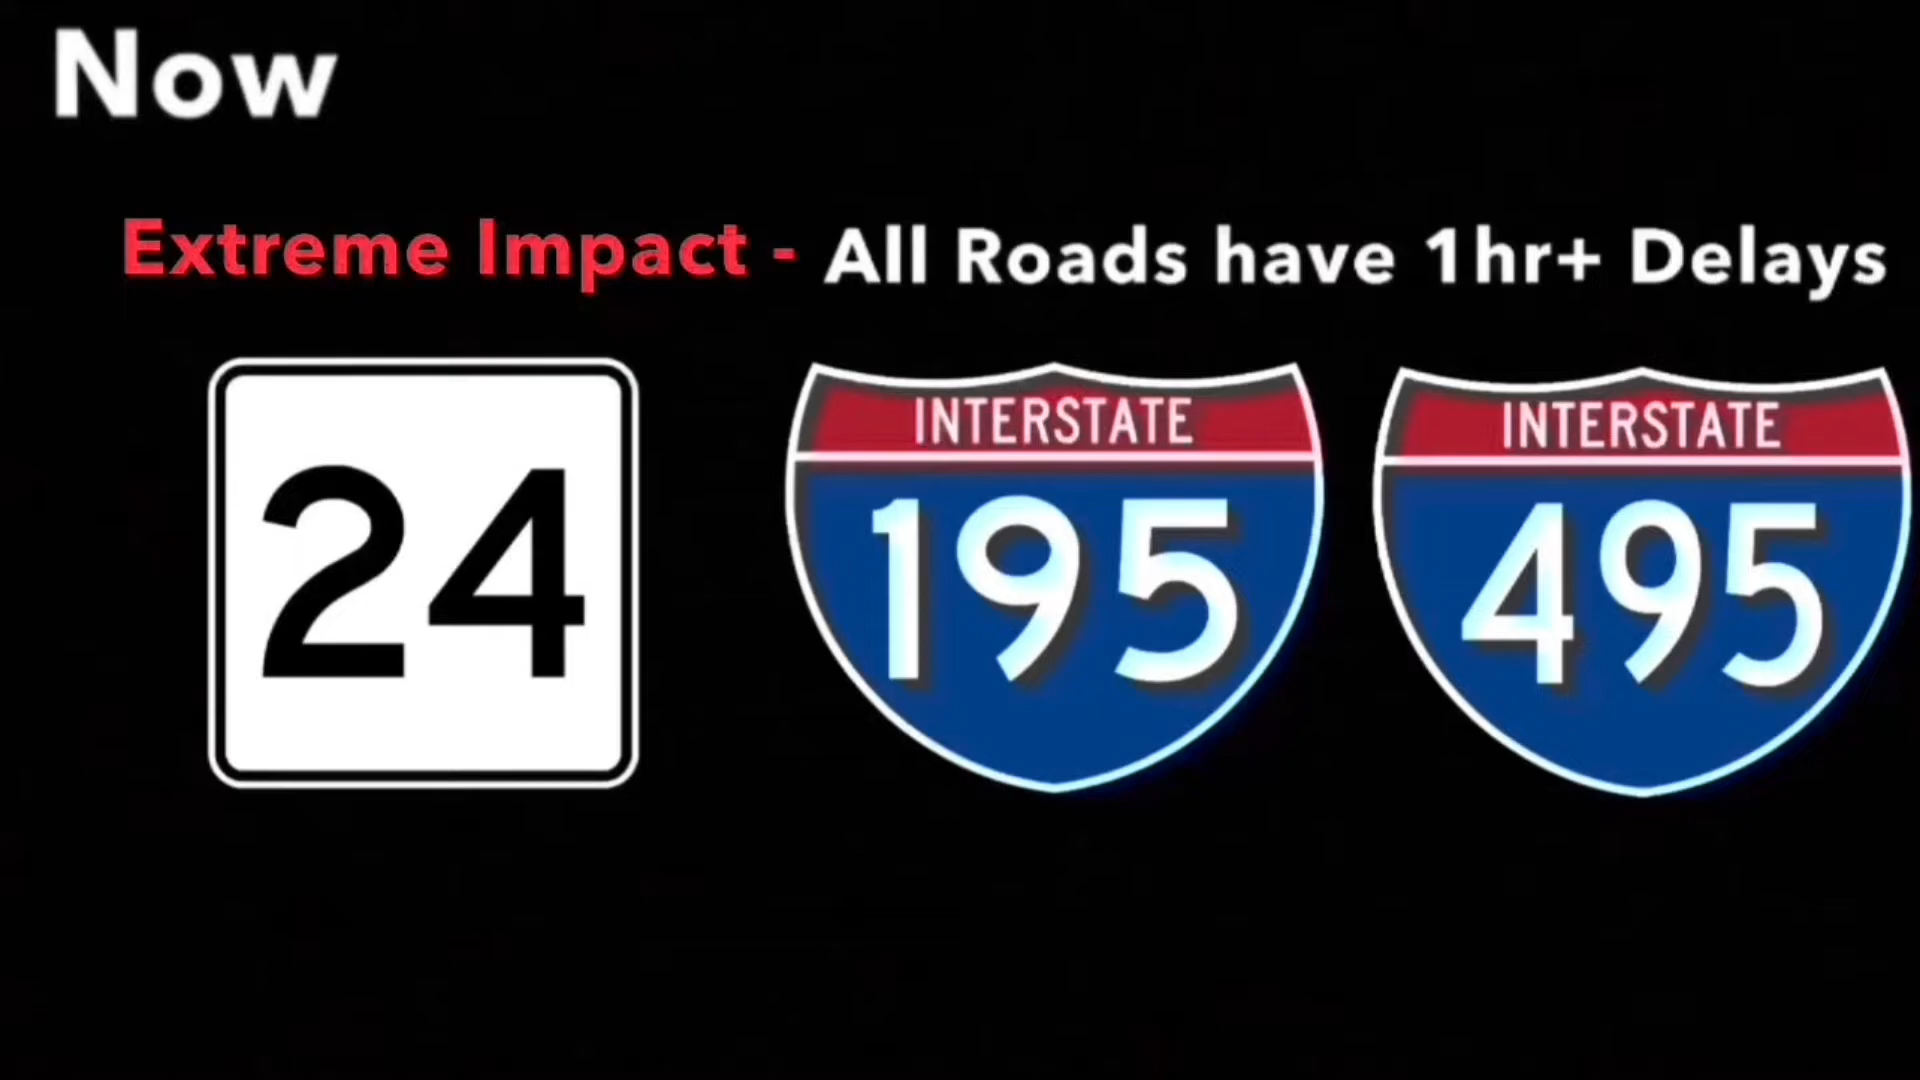 Now
Extreme Impact - All Roads have 1hr+ Delays
24
INTERSTATE
195
INTERSTATE
495